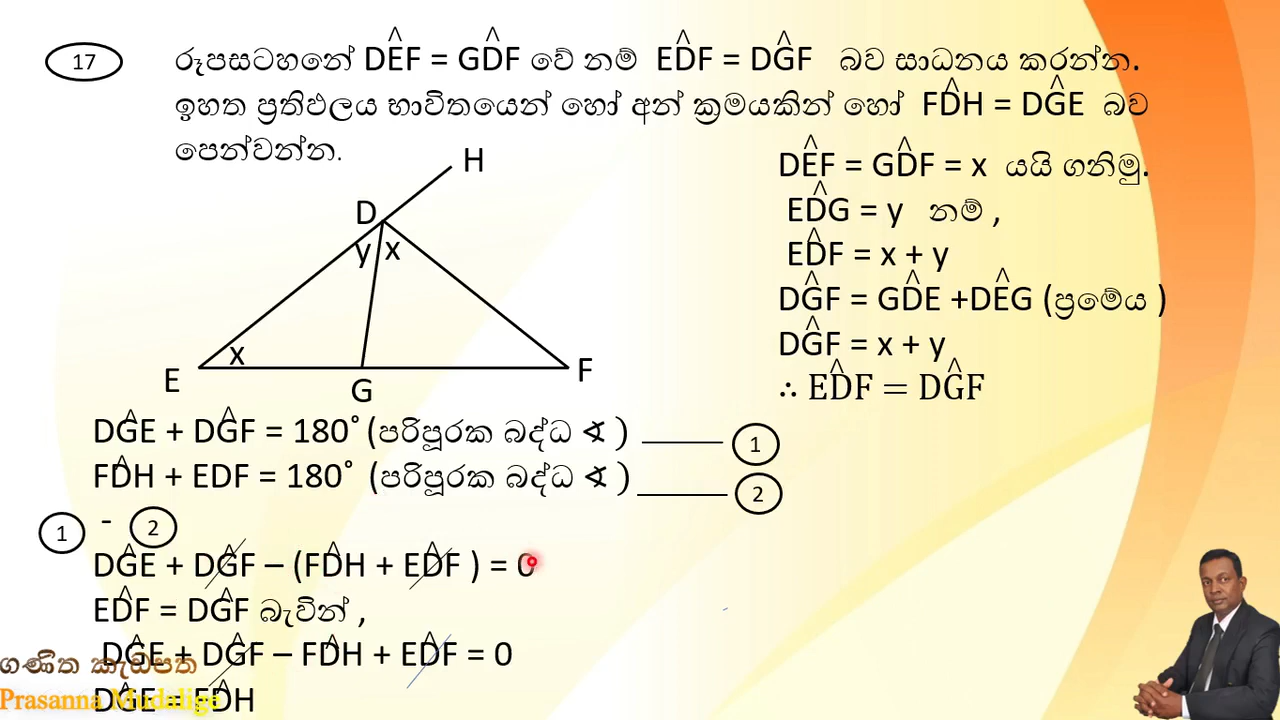 17
රූපසටහනේ DÊF = GD̂F වේ නම් ED̂F = DĜF බව සාධනය කරන්න.
ඉහත ප්‍රතිඵලය භාවිතයෙන් හෝ අන් ක්‍රමයකින් හෝ FD̂H = DĜE බව
පෙන්වන්න.
H
D
y x
x
E
G
F
DÊF = GD̂F = x යයි ගනිමු.
ED̂G = y නම් ,
ED̂F = x + y
DĜF = GD̂E +DÊG (ප්‍රමේය )
DĜF = x + y
∴ ED̂F = DĜF
DĜE + DĜF = 180° (පරිපූරක බද්ධ ∢ ) 1
FD̂H + EDF = 180° (පරිපූරක බද්ධ ∢ ) 2
1 - 2
DĜE + DĜF – (FD̂H + ED̂F ) = 0
ED̂F = DĜF බැවින් ,
DĜE + DĜF – FD̂H + ED̂F = 0
ගණිත කැඩපත
DĜE = FD̂H
Prasanna Mudalige